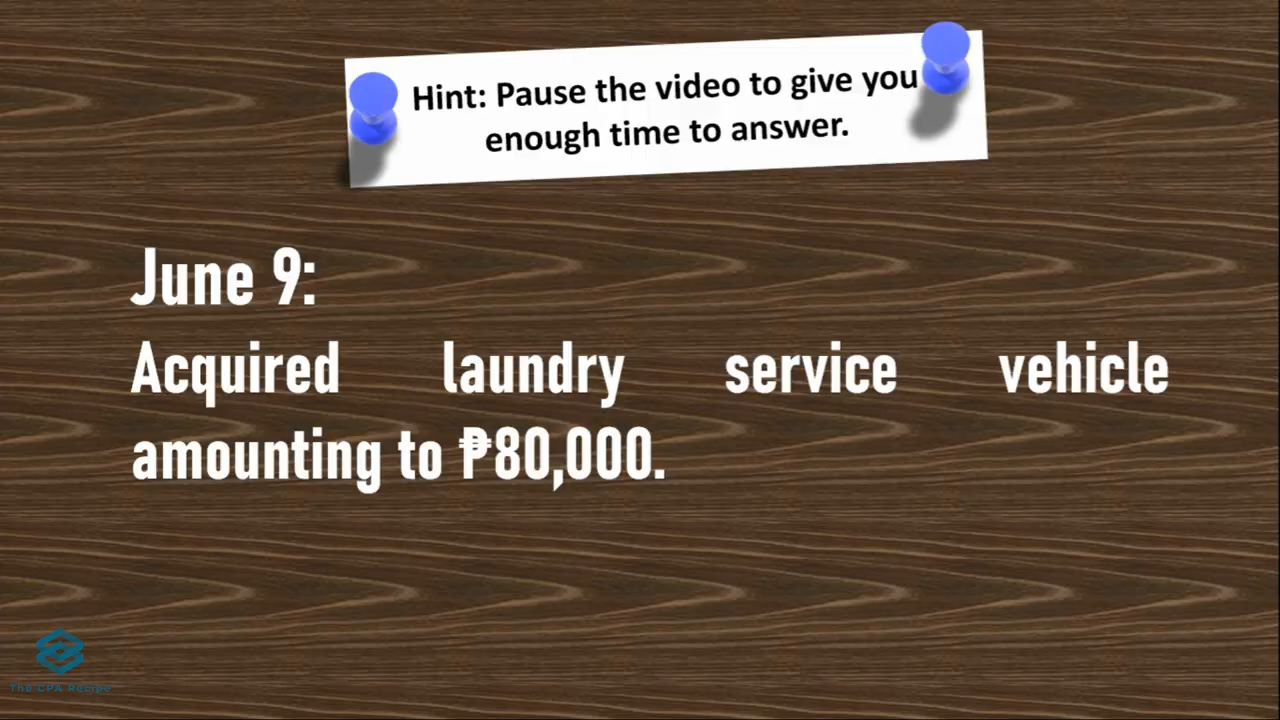 Hint: Pause the video to give you
enough time to answer.
June 9:
Acquired laundry service vehicle
amounting to ₱80,000.
The CPA Recipe